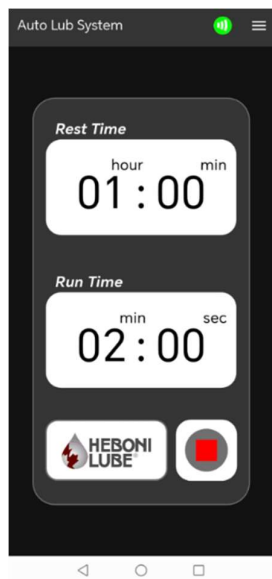 Auto Lub System
Rest Time
hour min
01 : 00
Run Time
min sec
02 : 00
HEBONI
LUBE